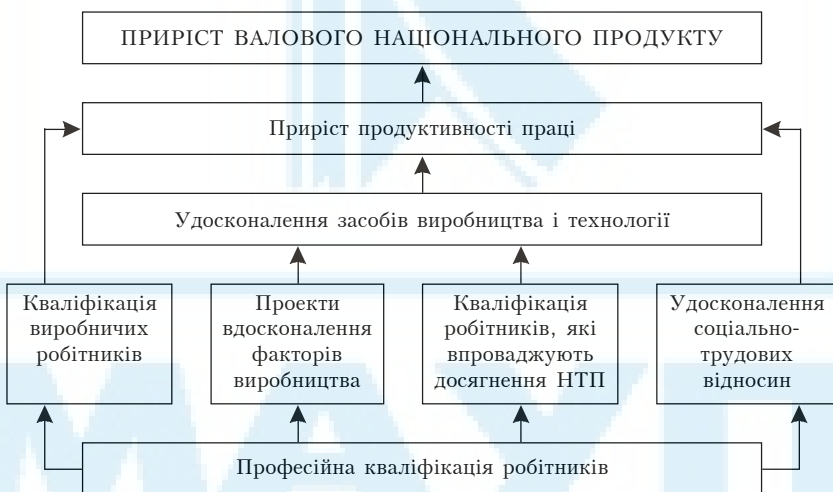 ПРИРІСТ ВАЛОВОГО НАЦІОНАЛЬНОГО ПРОДУКТУ
Приріст продуктивності праці
Удосконалення засобів виробництва і технології
Кваліфікація
виробничих
робітників
Проекти
вдосконалення
факторів
виробництва
Кваліфікація
робітників, які
впроваджують
досягнення НТП
Удосконалення
соціально-
трудових
відносин
Професійна кваліфікація робітників
МАУП